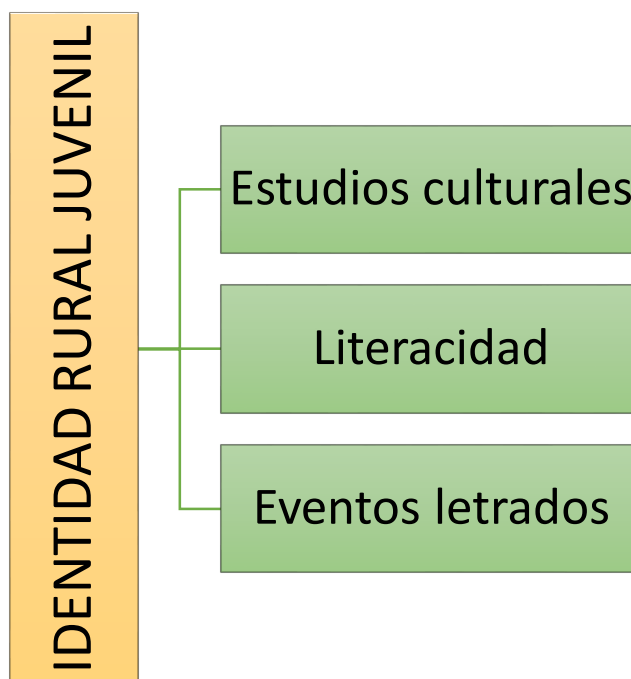 IDENTIDAD RURAL JUVENIL
Estudios culturales
Literacidad
Eventos letrados